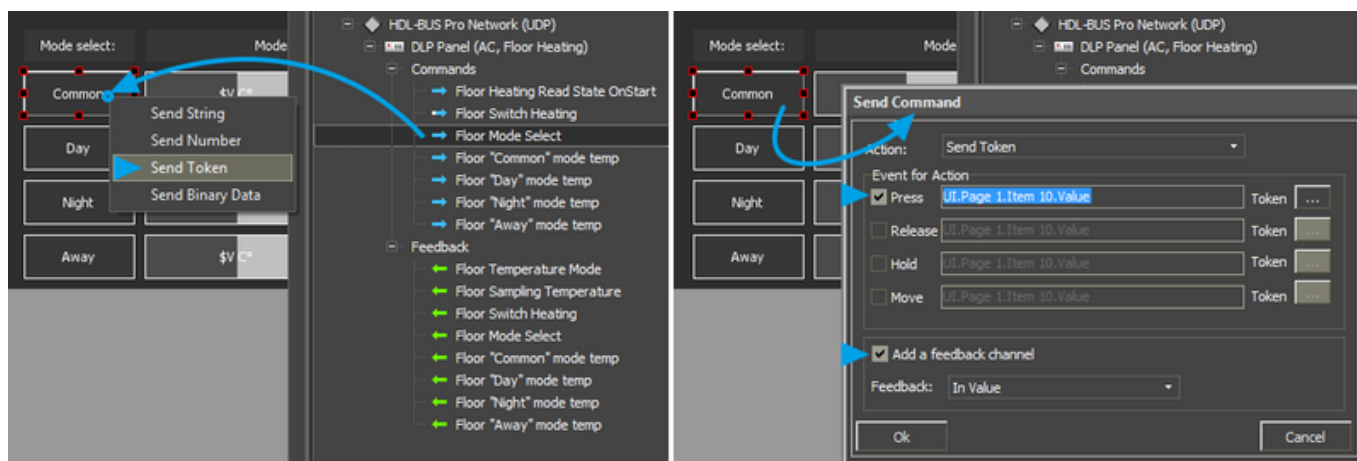 Mode select:
Mode
Common
$V C°
Day
Night
Away
$V C°
Send String
Send Number
Send Token
Send Binary Data
HDL-BUS Pro Network (UDP)
DLP Panel (AC, Floor Heating)
Commands
Floor Heating Read State OnStart
Floor Switch Heating
Floor Mode Select
Floor "Common" mode temp
Floor "Day" mode temp
Floor "Night" mode temp
Floor "Away" mode temp
Feedback
Floor Temperature Mode
Floor Sampling Temperature
Floor Switch Heating
Floor Mode Select
Floor "Common" mode temp
Floor "Day" mode temp
Floor "Night" mode temp
Floor "Away" mode temp
Mode select:
Mode
Common
Day
Night
Away
HDL-BUS Pro Network (UDP)
DLP Panel (AC, Floor Heating)
Commands
Send Command
Action: Send Token
Event for Action
Press UI.Page 1.Item 10.Value Token ...
Release UI.Page 1.Item 10.Value Token ...
Hold UI.Page 1.Item 10.Value Token ...
Move UI.Page 1.Item 10.Value Token ...
Add a feedback channel
Feedback: In Value
Ok Cancel